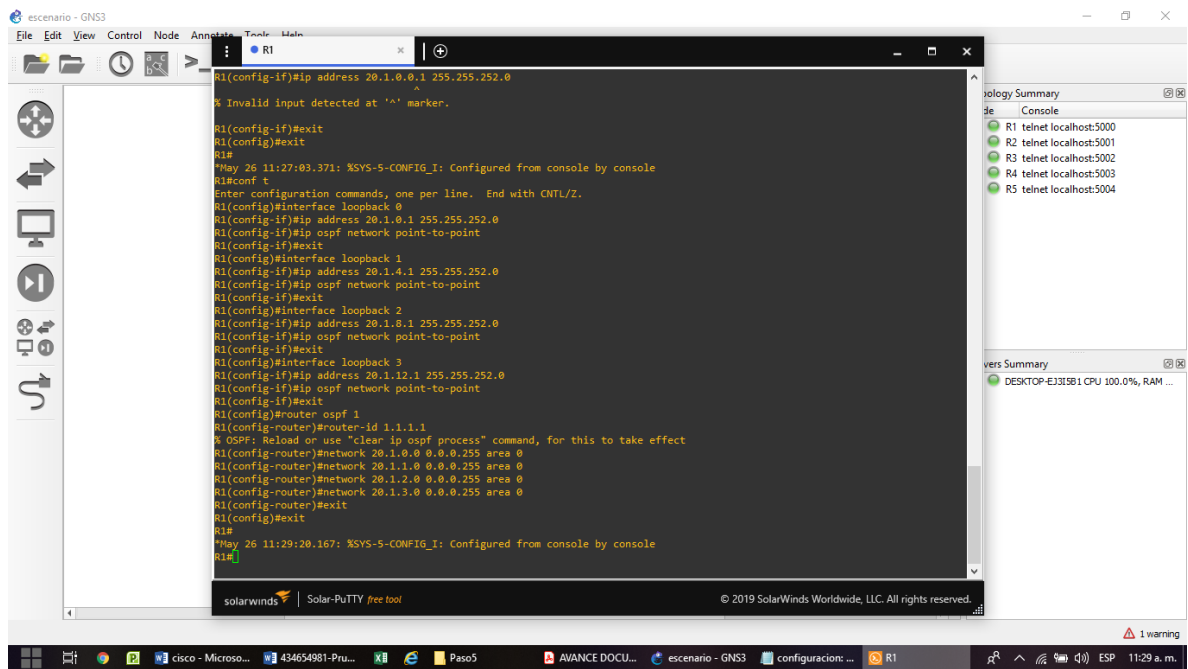 escenario - GNS3
File Edit View Control Node Annotate Tools Help
R1
R1(config-if)#ip address 20.1.0.0.1 255.255.252.0
^
% Invalid input detected at '^' marker.
R1(config-if)#exit
R1(config)#exit
R1#
*May 26 11:27:03.371: %SYS-5-CONFIG_I: Configured from console by console
R1#conf t
Enter configuration commands, one per line.  End with CNTL/Z.
R1(config)#interface loopback 0
R1(config-if)#ip address 20.1.0.1 255.255.252.0
R1(config-if)#ip ospf network point-to-point
R1(config-if)#exit
R1(config)#interface loopback 1
R1(config-if)#ip address 20.1.4.1 255.255.252.0
R1(config-if)#ip ospf network point-to-point
R1(config-if)#exit
R1(config)#interface loopback 2
R1(config-if)#ip address 20.1.8.1 255.255.252.0
R1(config-if)#ip ospf network point-to-point
R1(config-if)#exit
R1(config)#interface loopback 3
R1(config-if)#ip address 20.1.12.1 255.255.252.0
R1(config-if)#ip ospf network point-to-point
R1(config-if)#exit
R1(config)#router ospf 1
R1(config-router)#router-id 1.1.1.1
% OSPF: Reload or use "clear ip ospf process" command, for this to take effect
R1(config-router)#network 20.1.0.0 0.0.0.255 area 0
R1(config-router)#network 20.1.1.0 0.0.0.255 area 0
R1(config-router)#network 20.1.2.0 0.0.0.255 area 0
R1(config-router)#network 20.1.3.0 0.0.0.255 area 0
R1(config-router)#exit
R1(config)#exit
R1#
*May 26 11:29:20.167: %SYS-5-CONFIG_I: Configured from console by console
R1#
solarwinds Solar-PuTTY free tool © 2019 SolarWinds Worldwide, LLC. All rights reserved.
pology Summary
de Console
R1 telnet localhost:5000
R2 telnet localhost:5001
R3 telnet localhost:5002
R4 telnet localhost:5003
R5 telnet localhost:5004
vers Summary
DESKTOP-EJ3I5B1 CPU 100.0%, RAM ...
1 warning
cisco - Microso... 434654981-Pru... Paso5 AVANCE DOCU... escenario - GNS3 configuracion: ... R1 ESP 11:29 a. m.